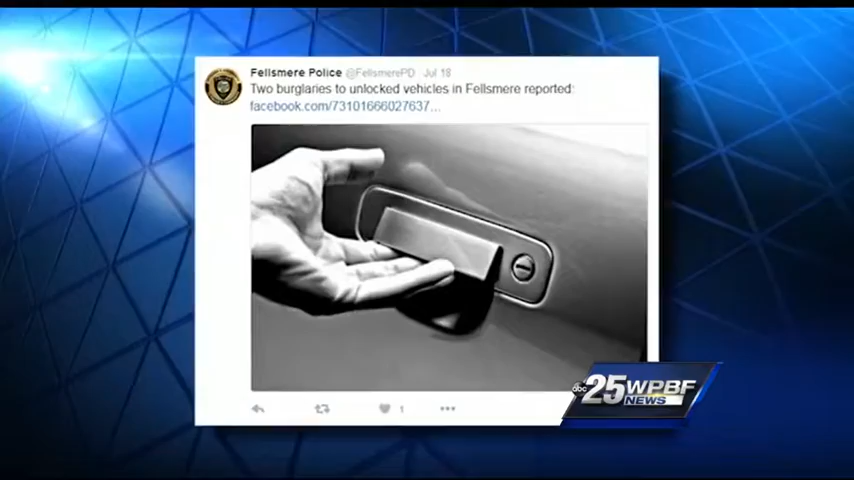 Fellsmere Police @FellsmerePD Jul 18
Two burglaries to unlocked vehicles in Fellsmere reported:
facebook.com/73101666027637...
1
abc 25 WPBF
NEWS